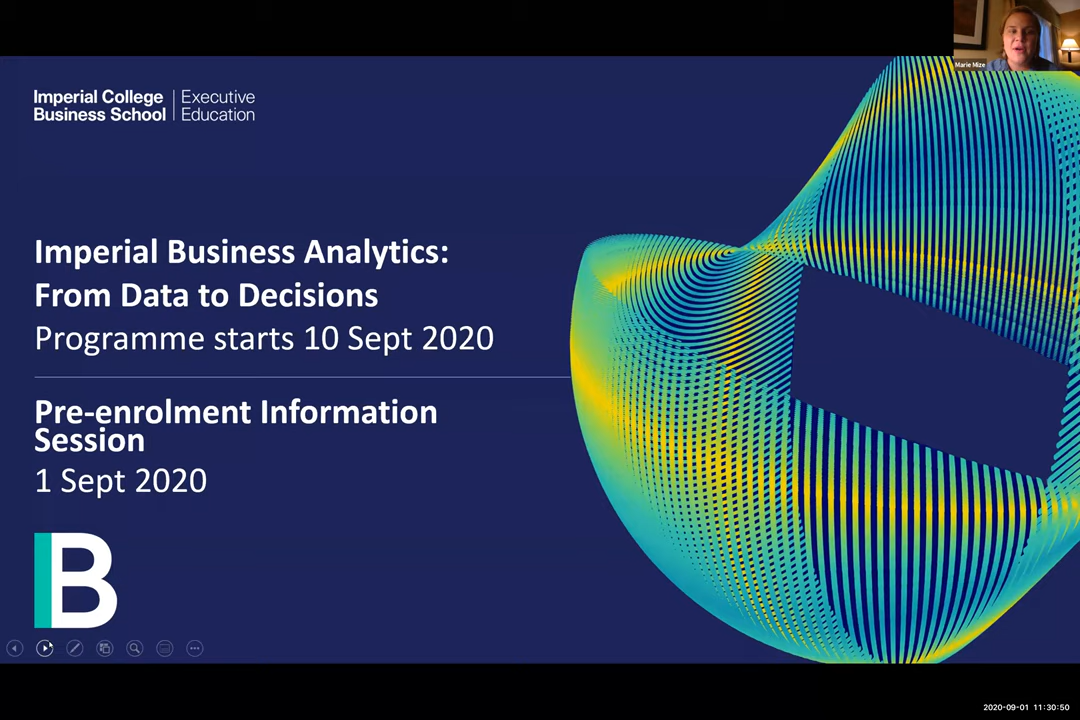 Marie Mize
Imperial College
Business School
Executive
Education
Imperial Business Analytics:
From Data to Decisions
Programme starts 10 Sept 2020
Pre-enrolment Information
Session
1 Sept 2020
B
2020-09-01 11:30:50